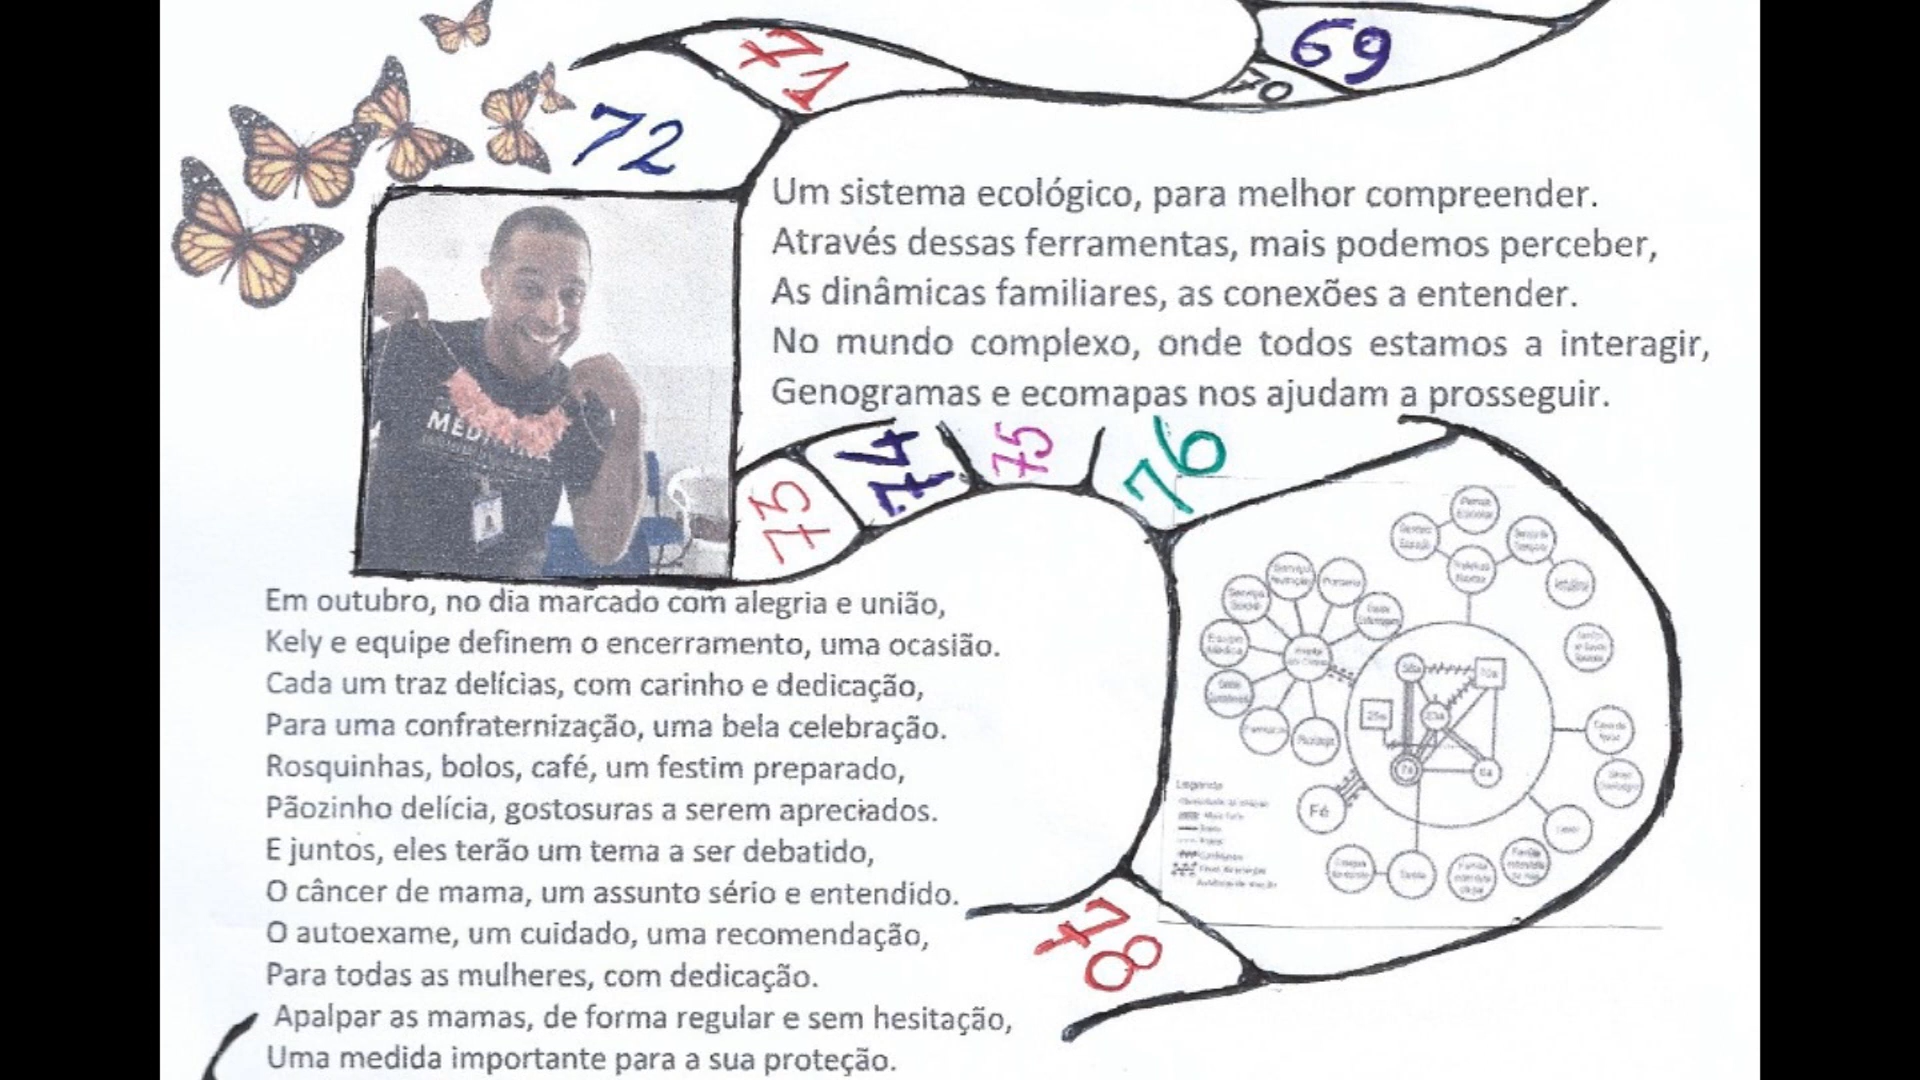 69
70
71
72
Um sistema ecológico, para melhor compreender.
Através dessas ferramentas, mais podemos perceber,
As dinâmicas familiares, as conexões a entender.
No mundo complexo, onde todos estamos a interagir,
Genogramas e ecomapas nos ajudam a prosseguir.
73
74
75
76
Fé
Legenda
78
Em outubro, no dia marcado com alegria e união,
Kely e equipe definem o encerramento, uma ocasião.
Cada um traz delícias, com carinho e dedicação,
Para uma confraternização, uma bela celebração.
Rosquinhas, bolos, café, um festim preparado,
Pãozinho delícia, gostosuras a serem apreciados.
E juntos, eles terão um tema a ser debatido,
O câncer de mama, um assunto sério e entendido.
O autoexame, um cuidado, uma recomendação,
Para todas as mulheres, com dedicação.
Apalpar as mamas, de forma regular e sem hesitação,
Uma medida importante para a sua proteção.